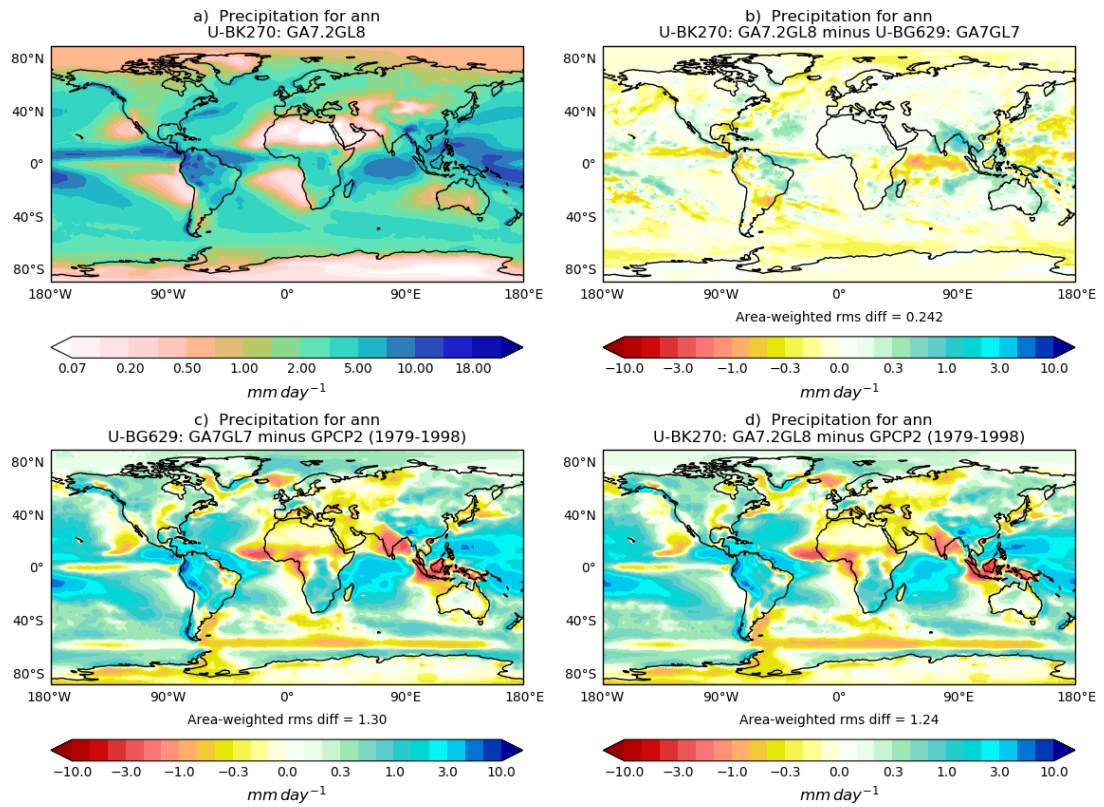 a) Precipitation for ann
U-BK270: GA7.2GL8
80°N
40°N
0°
40°S
80°S
180°W 90°W 0° 90°E 180°E
0.07 0.20 0.50 1.00 2.00 5.00 10.00 18.00
mm day⁻¹
b) Precipitation for ann
U-BK270: GA7.2GL8 minus U-BG629: GA7GL7
80°N
40°N
0°
40°S
80°S
180°W 90°W 0° 90°E 180°E
Area-weighted rms diff = 0.242
−10.0 −3.0 −1.0 −0.3 0.0 0.3 1.0 3.0 10.0
mm day⁻¹
c) Precipitation for ann
U-BG629: GA7GL7 minus GPCP2 (1979-1998)
80°N
40°N
0°
40°S
80°S
180°W 90°W 0° 90°E 180°E
Area-weighted rms diff = 1.30
−10.0 −3.0 −1.0 −0.3 0.0 0.3 1.0 3.0 10.0
mm day⁻¹
d) Precipitation for ann
U-BK270: GA7.2GL8 minus GPCP2 (1979-1998)
80°N
40°N
0°
40°S
80°S
180°W 90°W 0° 90°E 180°E
Area-weighted rms diff = 1.24
−10.0 −3.0 −1.0 −0.3 0.0 0.3 1.0 3.0 10.0
mm day⁻¹